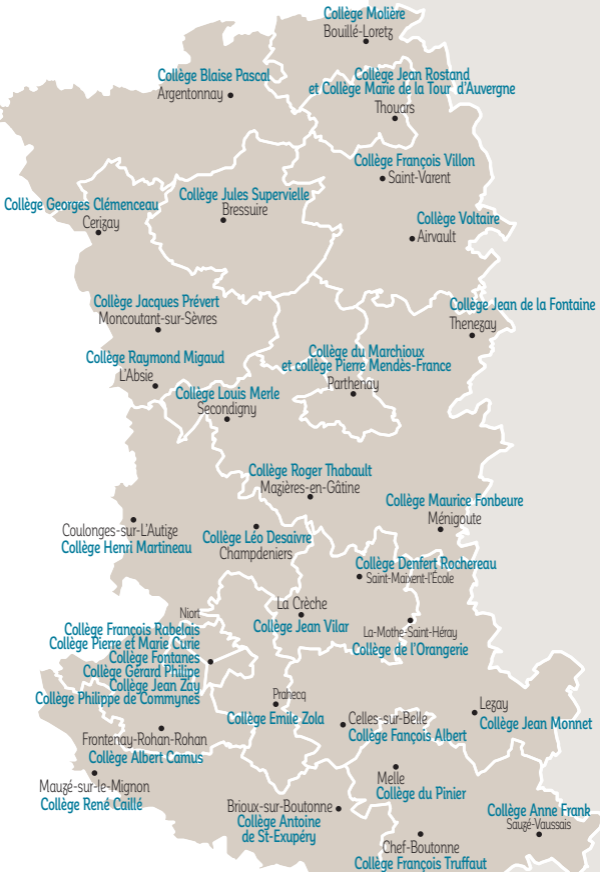 Collège Molière
Bouillé-Loretz
Collège Blaise Pascal
Argentonnay
Collège Jean Rostand
et Collège Marie de la Tour d'Auvergne
Thouars
Collège François Villon
Saint-Varent
Collège Georges Clémenceau
Cerizay
Collège Jules Supervielle
Bressuire
Collège Voltaire
Airvault
Collège Jacques Prévert
Moncoutant-sur-Sèvres
Collège Jean de la Fontaine
Thenezay
Collège Raymond Migaud
L'Absie
Collège du Marchioux
et collège Pierre Mendès-France
Parthenay
Collège Louis Merle
Secondigny
Collège Roger Thabault
Mazières-en-Gâtine
Collège Maurice Fonbeure
Ménigoute
Coulonges-sur-L'Autize
Collège Henri Martineau
Collège Léo Desaivre
Champdeniers
Collège Denfert Rochereau
Saint-Maixent-l'École
La Crèche
Collège Jean Vilar
La-Mothe-Saint-Héray
Collège de l'Orangerie
Niort
Collège François Rabelais
Collège Pierre et Marie Curie
Collège Fontanes
Collège Gérard Philipe
Collège Jean Zay
Collège Philippe de Commynes
Prahecq
Collège Emile Zola
Celles-sur-Belle
Collège Fançois Albert
Lezay
Collège Jean Monnet
Frontenay-Rohan-Rohan
Collège Albert Camus
Mauzé-sur-le-Mignon
Collège René Caillé
Melle
Collège du Pinier
Brioux-sur-Boutonne
Collège Antoine
de St-Exupéry
Collège Anne Frank
Sauzé-Vaussais
Chef-Boutonne
Collège François Truffaut